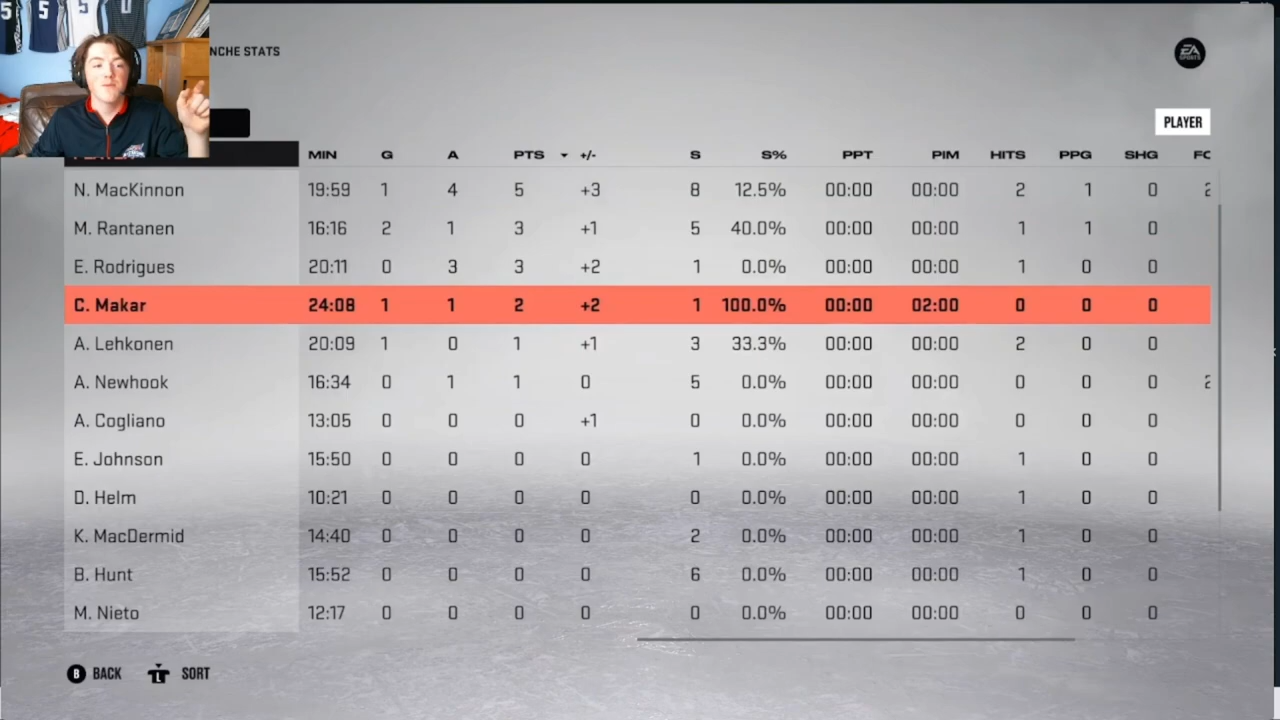 5 5 5 0
NCHE STATS
EA SPORTS
PLAYER
MIN G A PTS +/- S S% PPT PIM HITS PPG SHG
N. MacKinnon 19:59 1 4 5 +3 8 12.5% 00:00 00:00 2 1 0
M. Rantanen 16:16 2 1 3 +1 5 40.0% 00:00 00:00 1 1 0
E. Rodrigues 20:11 0 3 3 +2 1 0.0% 00:00 00:00 1 0 0
C. Makar 24:08 1 1 2 +2 1 100.0% 00:00 02:00 0 0 0
A. Lehkonen 20:09 1 0 1 +1 3 33.3% 00:00 00:00 2 0 0
A. Newhook 16:34 0 1 1 0 5 0.0% 00:00 00:00 0 0 0
A. Cogliano 13:05 0 0 0 +1 0 0.0% 00:00 00:00 0 0 0
E. Johnson 15:50 0 0 0 0 1 0.0% 00:00 00:00 1 0 0
D. Helm 10:21 0 0 0 0 0 0.0% 00:00 00:00 1 0 0
K. MacDermid 14:40 0 0 0 0 2 0.0% 00:00 00:00 1 0 0
B. Hunt 15:52 0 0 0 0 6 0.0% 00:00 00:00 1 0 0
M. Nieto 12:17 0 0 0 0 0 0.0% 00:00 00:00 0 0 0
B BACK L SORT